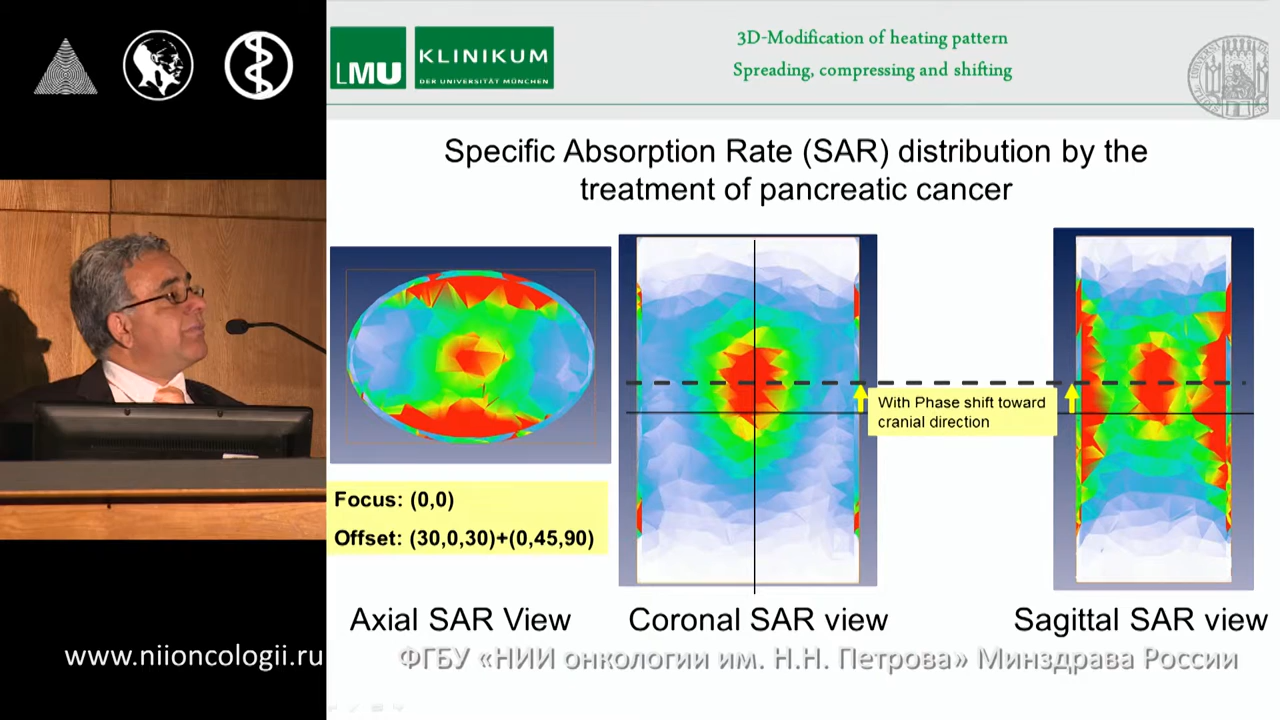 LMU
KLINIKUM
DER UNIVERSITÄT MÜNCHEN
3D-Modification of heating pattern
Spreading, compressing and shifting
Specific Absorption Rate (SAR) distribution by the
treatment of pancreatic cancer
With Phase shift toward
cranial direction
Focus: (0,0)
Offset: (30,0,30)+(0,45,90)
Axial SAR View
Coronal SAR view
Sagittal SAR view
www.niioncologii.ru
ФГБУ «НИИ онкологии им. Н.Н. Петрова» Минздрава России